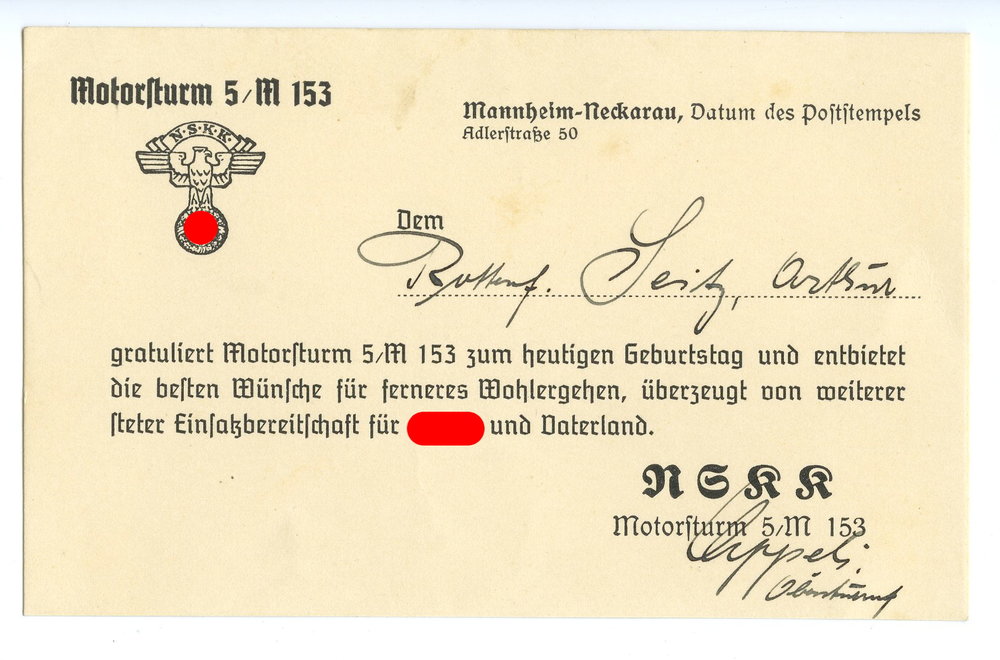 Motorsturm 5/M 153
N·S·K·K·
Mannheim-Neckarau, Datum des Poststempels
Adlerstraße 50
Dem
Rottenf. Seitz, Arthur
gratuliert Motorsturm 5/M 153 zum heutigen Geburtstag und entbietet
die besten Wünsche für ferneres Wohlergehen, überzeugt von weiterer
steter Einsatzbereitschaft für und Vaterland.
NSKK
Motorsturm 5/M 153